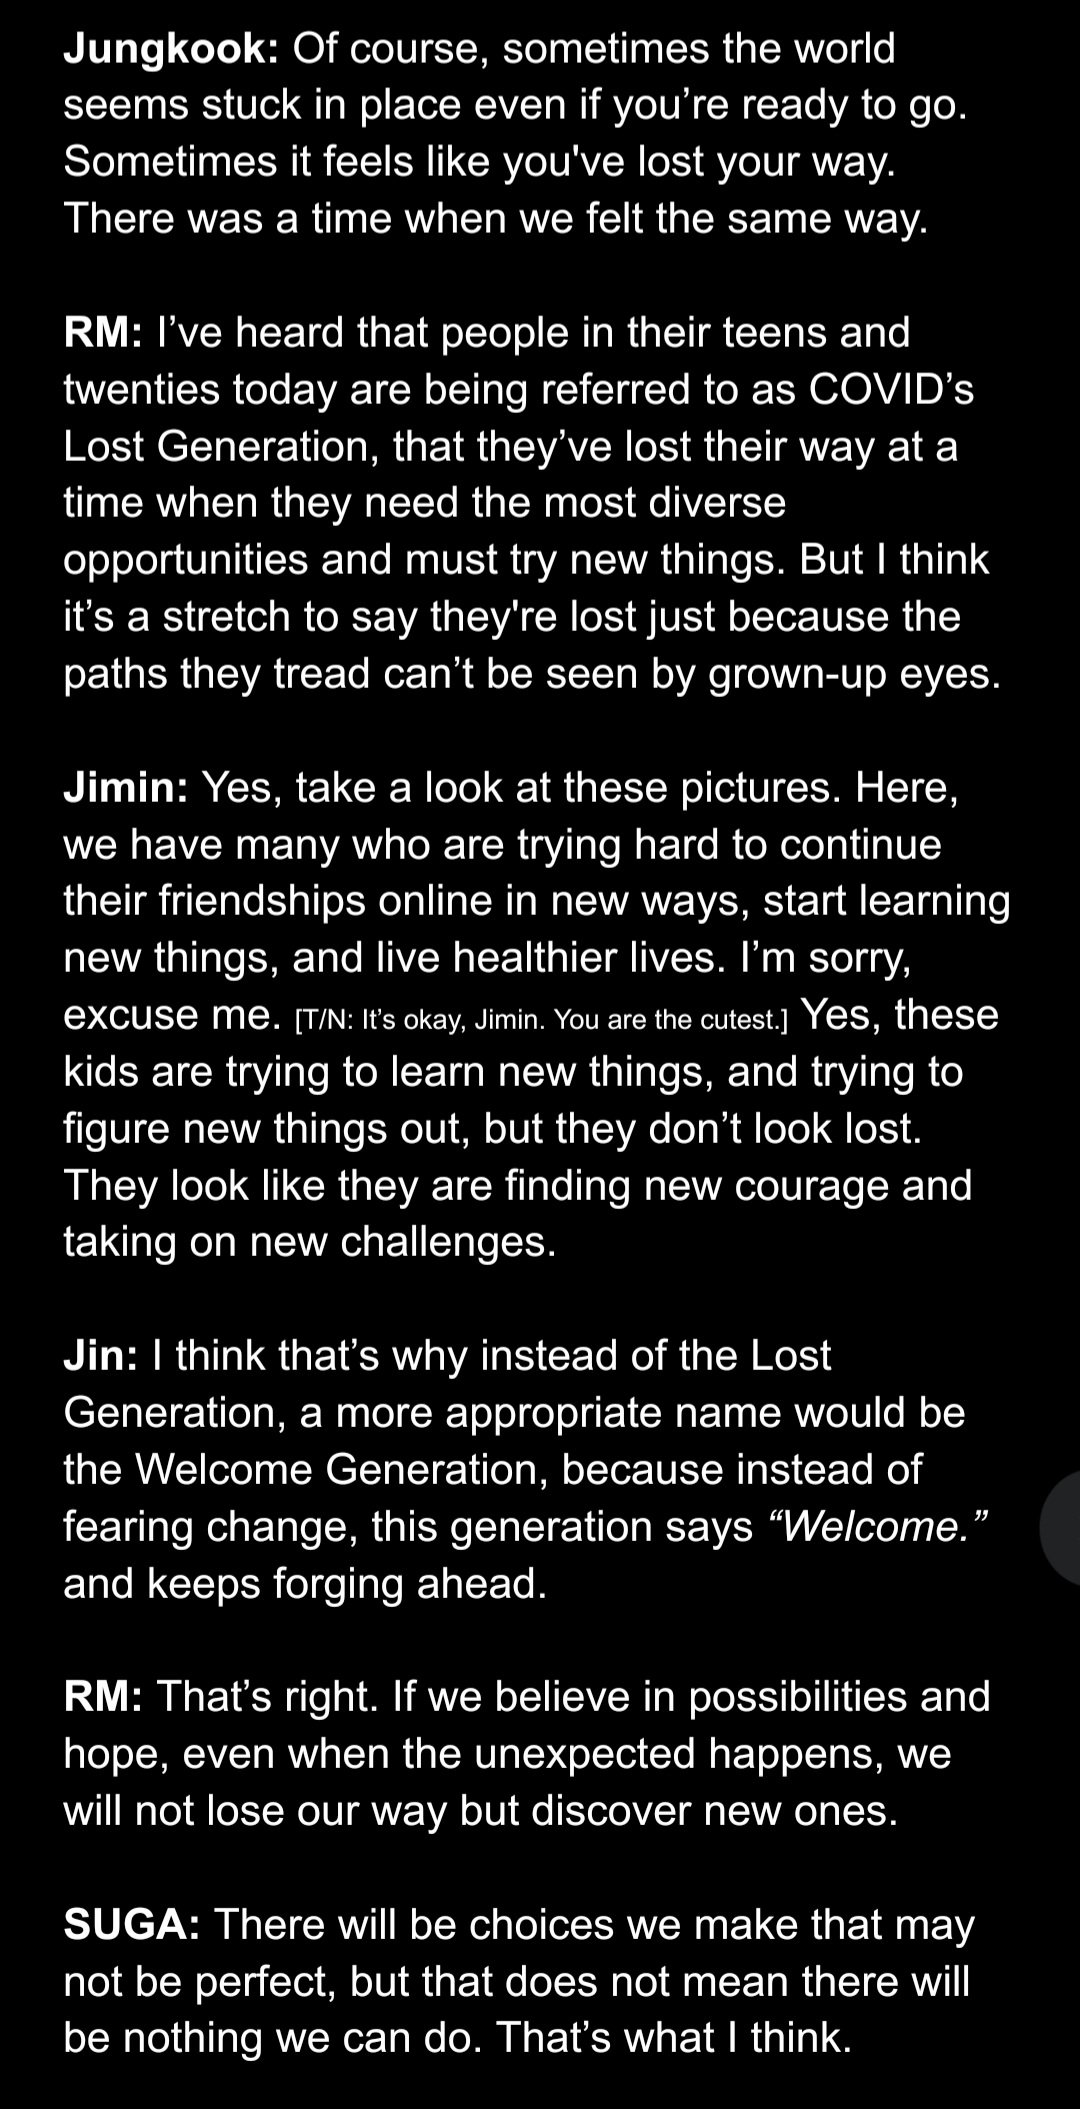 Jungkook: Of course, sometimes the world
seems stuck in place even if you’re ready to go.
Sometimes it feels like you've lost your way.
There was a time when we felt the same way.
RM: I’ve heard that people in their teens and
twenties today are being referred to as COVID’s
Lost Generation, that they’ve lost their way at a
time when they need the most diverse
opportunities and must try new things. But I think
it’s a stretch to say they're lost just because the
paths they tread can’t be seen by grown-up eyes.
Jimin: Yes, take a look at these pictures. Here,
we have many who are trying hard to continue
their friendships online in new ways, start learning
new things, and live healthier lives. I’m sorry,
excuse me. [T/N: It’s okay, Jimin. You are the cutest.] Yes, these
kids are trying to learn new things, and trying to
figure new things out, but they don’t look lost.
They look like they are finding new courage and
taking on new challenges.
Jin: I think that’s why instead of the Lost
Generation, a more appropriate name would be
the Welcome Generation, because instead of
fearing change, this generation says “Welcome.”
and keeps forging ahead.
RM: That’s right. If we believe in possibilities and
hope, even when the unexpected happens, we
will not lose our way but discover new ones.
SUGA: There will be choices we make that may
not be perfect, but that does not mean there will
be nothing we can do. That’s what I think.